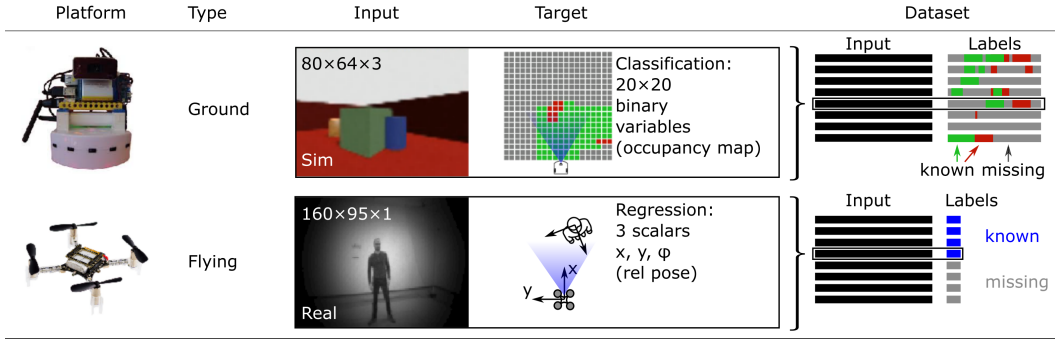 Platform Type Input Target Dataset
Ground
80×64×3
Sim
Classification:
20×20
binary
variables
(occupancy map)
Input Labels
known missing
Flying
160×95×1
Real
x
y
Regression:
3 scalars
x, y, φ
(rel pose)
Input Labels
known
missing